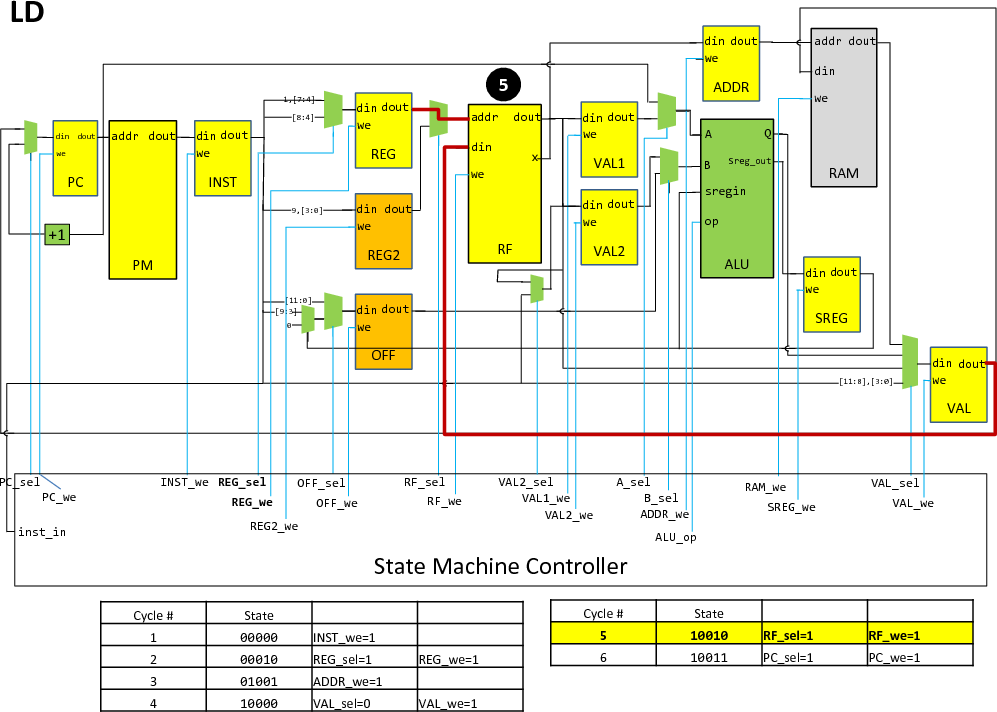 LD
5
din dout
we
PC
+1
addr dout
PM
din dout
we
INST
1,[7:4]
[8:4]
din dout
we
REG
9,[3:0]
din dout
we
REG2
[11:0]
[9:3]
0
din dout
we
OFF
addr dout
din
x
we
RF
din dout
we
VAL1
din dout
we
VAL2
din dout
we
ADDR
A Q
Sreg_out
B
sregin
op
ALU
addr dout
din
we
RAM
din dout
we
SREG
[11:8],[3:0]
din dout
we
VAL
PC_sel
PC_we
INST_we
REG_sel
REG_we
REG2_we
OFF_sel
OFF_we
RF_sel
RF_we
VAL2_sel
VAL1_we
VAL2_we
A_sel
B_sel
ADDR_we
ALU_op
RAM_we
SREG_we
VAL_sel
VAL_we
inst_in
State Machine Controller
Cycle # State
1 00000 INST_we=1
2 00010 REG_sel=1 REG_we=1
3 01001 ADDR_we=1
4 10000 VAL_sel=0 VAL_we=1
Cycle # State
5 10010 RF_sel=1 RF_we=1
6 10011 PC_sel=1 PC_we=1